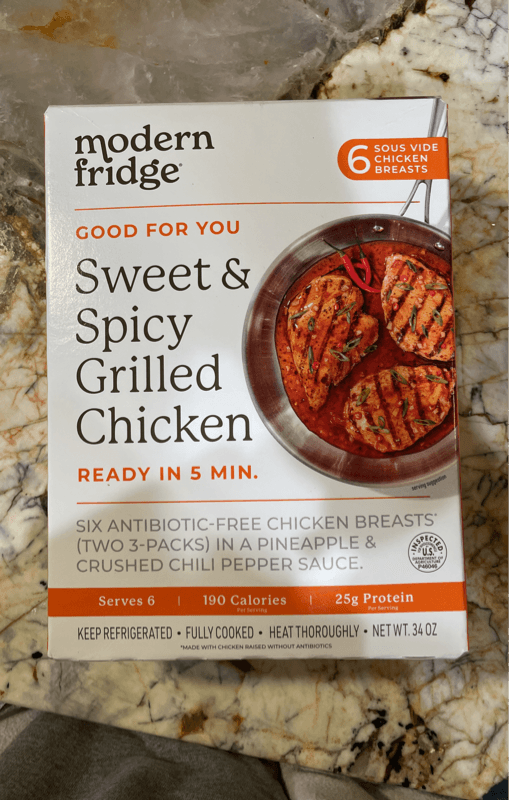 modern
fridge
6 SOUS VIDE
CHICKEN
BREASTS
GOOD FOR YOU
Sweet &
Spicy
Grilled
Chicken
READY IN 5 MIN.
serving suggestion
SIX ANTIBIOTIC-FREE CHICKEN BREASTS*
(TWO 3-PACKS) IN A PINEAPPLE &
CRUSHED CHILI PEPPER SAUCE.
INSPECTED
U.S.
DEPARTMENT OF
AGRICULTURE
P46046
Serves 6 | 190 Calories | 25g Protein
Per Serving Per Serving
KEEP REFRIGERATED • FULLY COOKED • HEAT THOROUGHLY • NET WT. 34 OZ
*MADE WITH CHICKEN RAISED WITHOUT ANTIBIOTICS